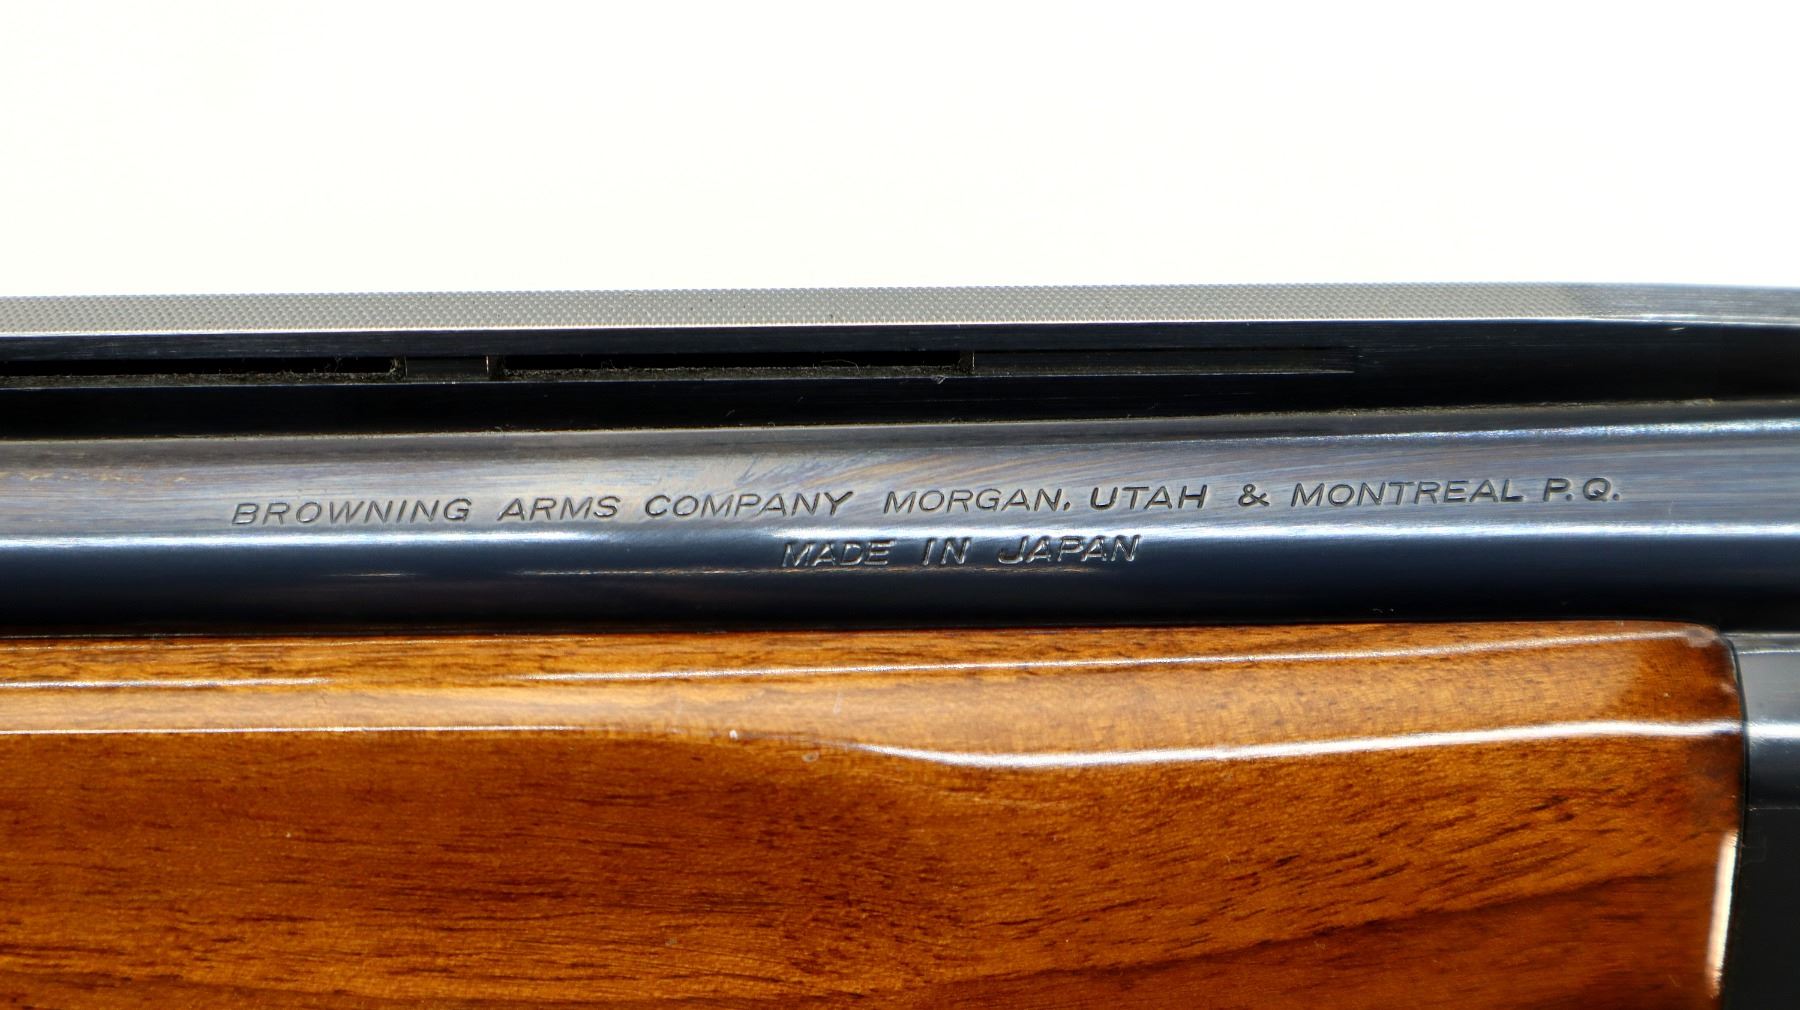 BROWNING ARMS COMPANY MORGAN, UTAH & MONTREAL P.Q.
MADE IN JAPAN